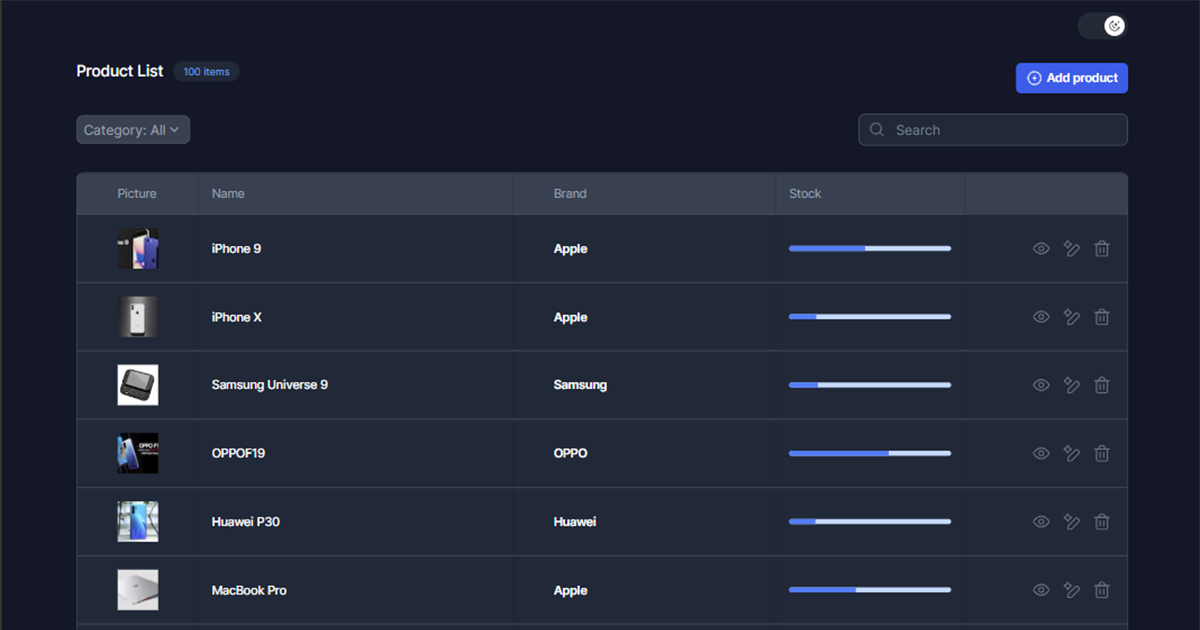 Product List 100 items
Add product
Category: All
Search
Picture Name Brand Stock
iPhone 9 Apple
iPhone X Apple
Samsung Universe 9 Samsung
OPPOF19 OPPO
Huawei P30 Huawei
MacBook Pro Apple